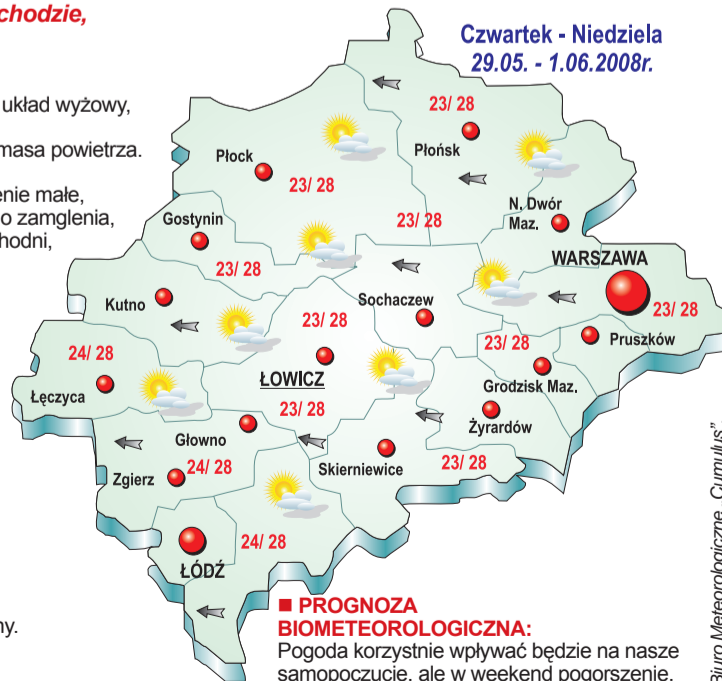 chodzie,
Czwartek - Niedziela
29.05. - 1.06.2008r.
układ wyżowy,
masa powietrza.
enie małe,
o zamglenia,
hodni,
23/ 28
Płońsk
Płock
23/ 28
N. Dwór
Maz.
Gostynin
23/ 28
23/ 28
WARSZAWA
Kutno
Sochaczew
23/ 28
23/ 28
Pruszków
24/ 28
23/ 28
Łęczyca
ŁOWICZ
Grodzisk Maz.
23/ 28
Żyrardów
Głowno
Zgierz
24/ 28
Skierniewice
23/ 28
24/ 28
ŁÓDŹ
ny.
■ PROGNOZA
BIOMETEOROLOGICZNA:
Pogoda korzystnie wpływać będzie na nasze
samopoczucie, ale w weekend pogorszenie.
Biuro Meteorologiczne „Cumulus”